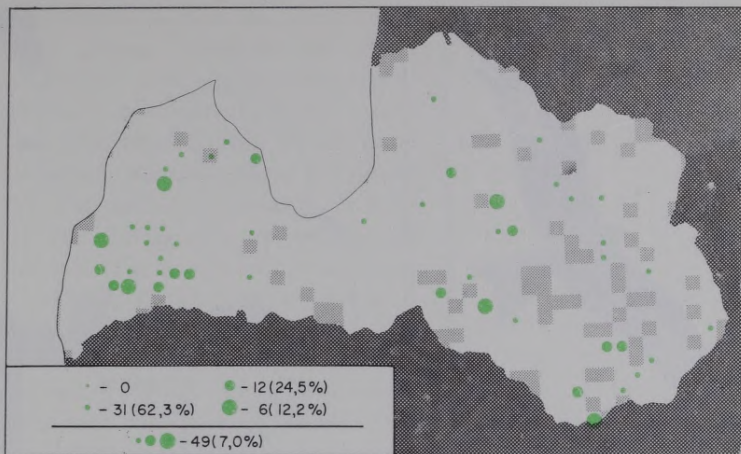 - 0 - 12 (24,5%)
- 31 (62,3%) - 6 (12,2%)
- 49 (7,0%)